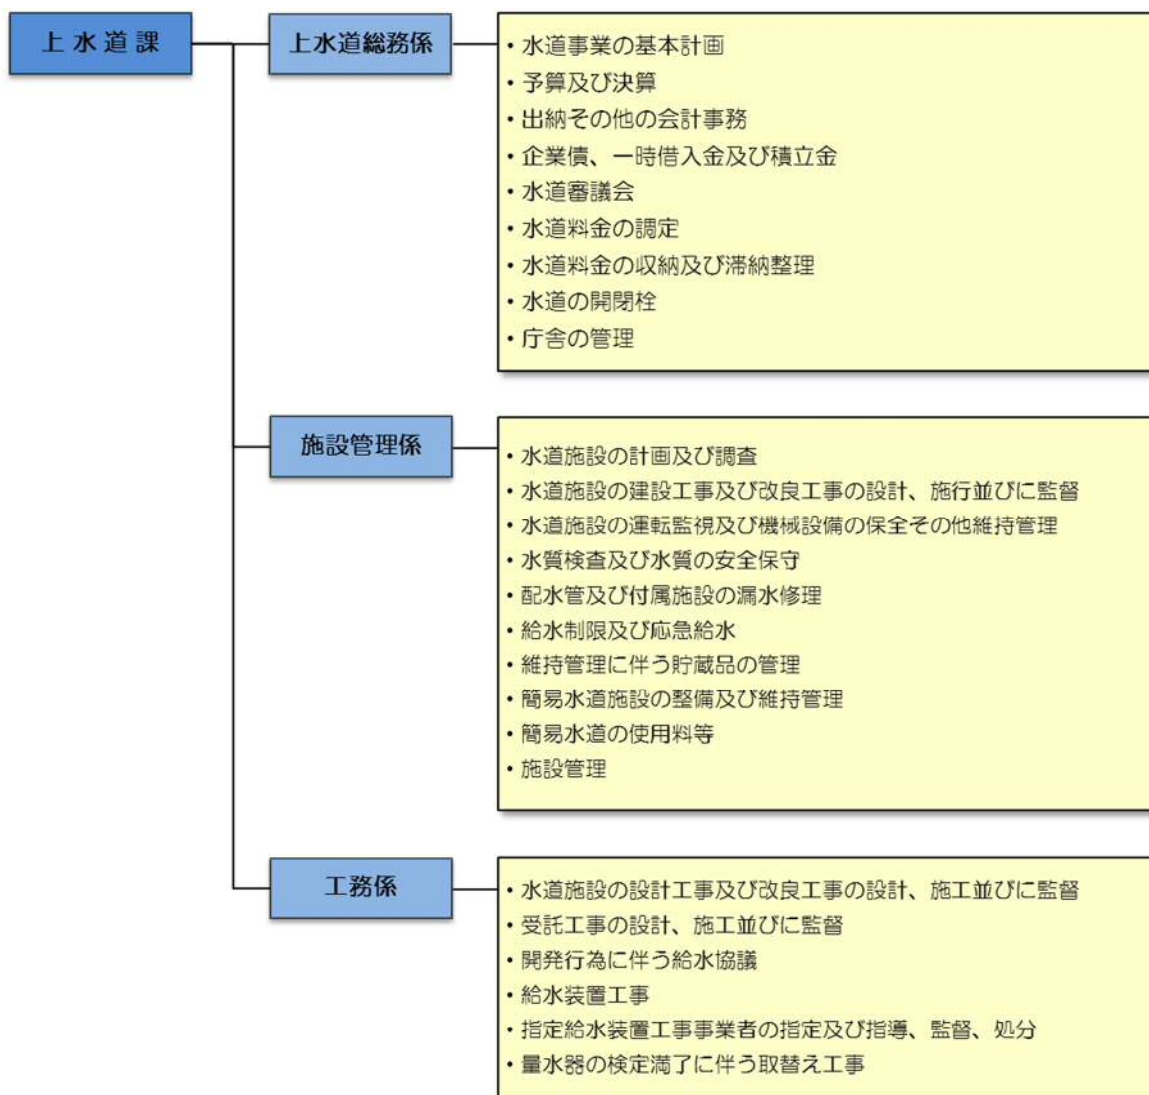 上水道課
上水道総務係
・水道事業の基本計画
・予算及び決算
・出納その他の会計事務
・企業債、一時借入金及び積立金
・水道審議会
・水道料金の調定
・水道料金の収納及び滞納整理
・水道の開閉栓
・庁舎の管理
施設管理係
・水道施設の計画及び調査
・水道施設の建設工事及び改良工事の設計、施行並びに監督
・水道施設の運転監視及び機械設備の保全その他維持管理
・水質検査及び水質の安全保守
・配水管及び付属施設の漏水修理
・給水制限及び応急給水
・維持管理に伴う貯蔵品の管理
・簡易水道施設の整備及び維持管理
・簡易水道の使用料等
・施設管理
工務係
・水道施設の設計工事及び改良工事の設計、施工並びに監督
・受託工事の設計、施工並びに監督
・開発行為に伴う給水協議
・給水装置工事
・指定給水装置工事事業者の指定及び指導、監督、処分
・量水器の検定満了に伴う取替え工事